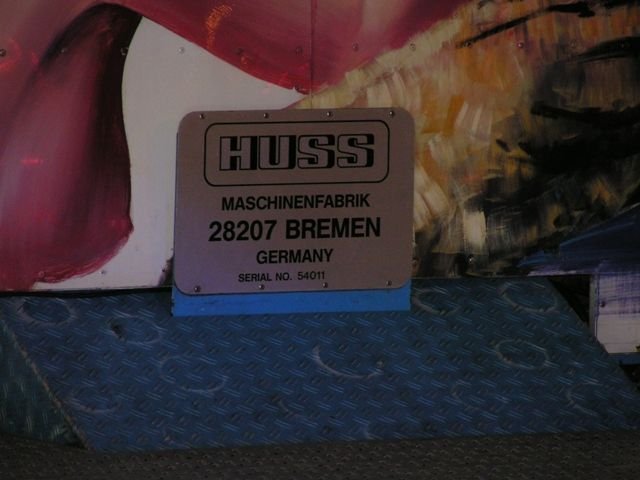 HUSS
MASCHINENFABRIK
28207 BREMEN
GERMANY
SERIAL NO. 54011